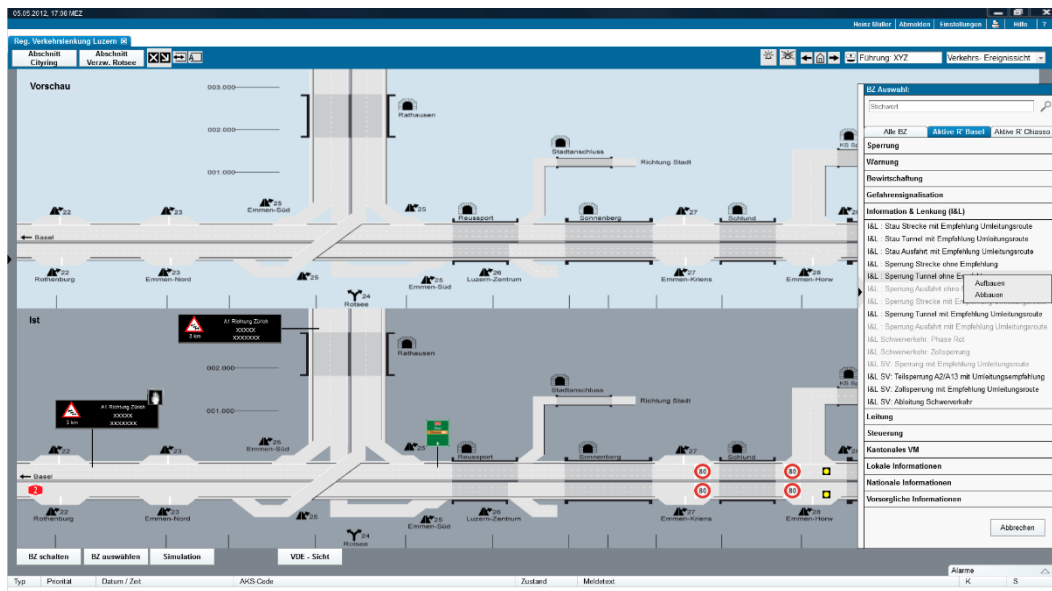 05.05.2012, 17:08 MEZ
Heinz Müller Abmelden Einstellungen Hilfe ?
Reg. Verkehrslenkung Luzern
Abschnitt Cityring
Abschnitt Verzw. Rotsee
Führung: XYZ
Verkehrs- Ereignissicht
Vorschau
003.000
002.000
001.000
Rathausen
Stadtanschluss
Richtung Stadt
22
23
25
Emmen-Süd
25
Reussport
Sonnenberg
27
Schlund
Basel
22
Rothenburg
23
Emmen-Nord
25
25
Emmen-Süd
26
Luzern-Zentrum
27
Emmen-Kriens
28
Emmen-Horw
24
Rotsee
Ist
3 km
A1 Richtung Zürich
XXXXX
XXXXXXX
002.000
001.000
Rathausen
Stadtanschluss
Richtung Stadt
3 km
A1 Richtung Zürich
XXXXX
XXXXXXX
22
23
25
Emmen-Süd
25
Reussport
Sonnenberg
27
Schlund
Basel
2
80
80
80
80
22
Rothenburg
23
Emmen-Nord
25
25
Emmen-Süd
26
Luzern-Zentrum
27
Emmen-Kriens
28
Emmen-Horw
24
Rotsee
BZ Auswahl:
Stichwort
Alle BZ
Aktive R' Basel
Aktive R' Chiasso
Sperrung
Warnung
Bewirtschaftung
Gefahrensignalisation
Information & Lenkung (I&L)
I&L : Stau Strecke mit Empfehlung Umleitungsroute
I&L : Stau Tunnel mit Empfehlung Umleitungsroute
I&L : Stau Ausfahrt mit Empfehlung Umleitungsroute
I&L : Sperrung Strecke ohne Empfehlung
I&L : Sperrung Tunnel ohne
Aufbauen
Abbauen
I&L : Sperrung Ausfahrt ohne
I&L : Sperrung Strecke mit
I&L : Sperrung Tunnel mit Empfehlung Umleitungsroute
I&L : Sperrung Ausfahrt mit Empfehlung Umleitungsroute
I&L Schwerverkehr: Phase Rot
I&L Schwerverkehr: Zollsperrung
I&L SV: Sperrung mit Empfehlung Umleitungsroute
I&L SV: Teilsperrung A2/A13 mit Umleitungsempfehlung
I&L SV: Zollsperrung mit Empfehlung Umleitungsroute
I&L SV: Ableitung Schwerverkehr
Leitung
Steuerung
Kantonales VM
Lokale Informationen
Nationale Informationen
Vorsorgliche Informationen
Abbrechen
BZ schalten
BZ auswählen
Simulation
VDE - Sicht
Alarme
Typ Priorität Datum / Zeit AKS-Code Zustand Meldetext K S